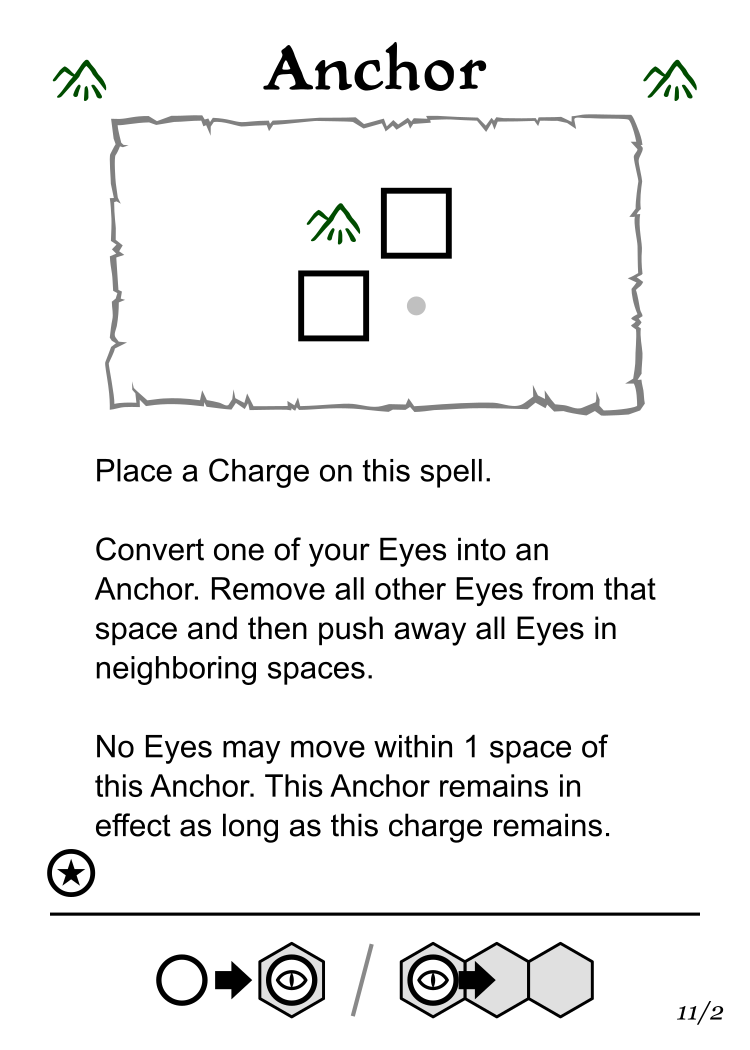 Anchor
Place a Charge on this spell.
Convert one of your Eyes into an
Anchor. Remove all other Eyes from that
space and then push away all Eyes in
neighboring spaces.
No Eyes may move within 1 space of
this Anchor. This Anchor remains in
effect as long as this charge remains.
11/2